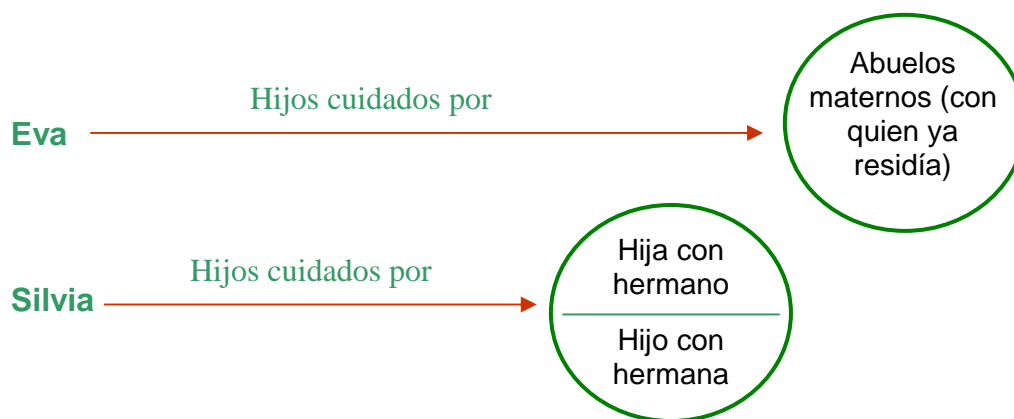 Eva
Hijos cuidados por
Abuelos
maternos (con
quien ya
residía)
Silvia
Hijos cuidados por
Hija con
hermano
Hijo con
hermana